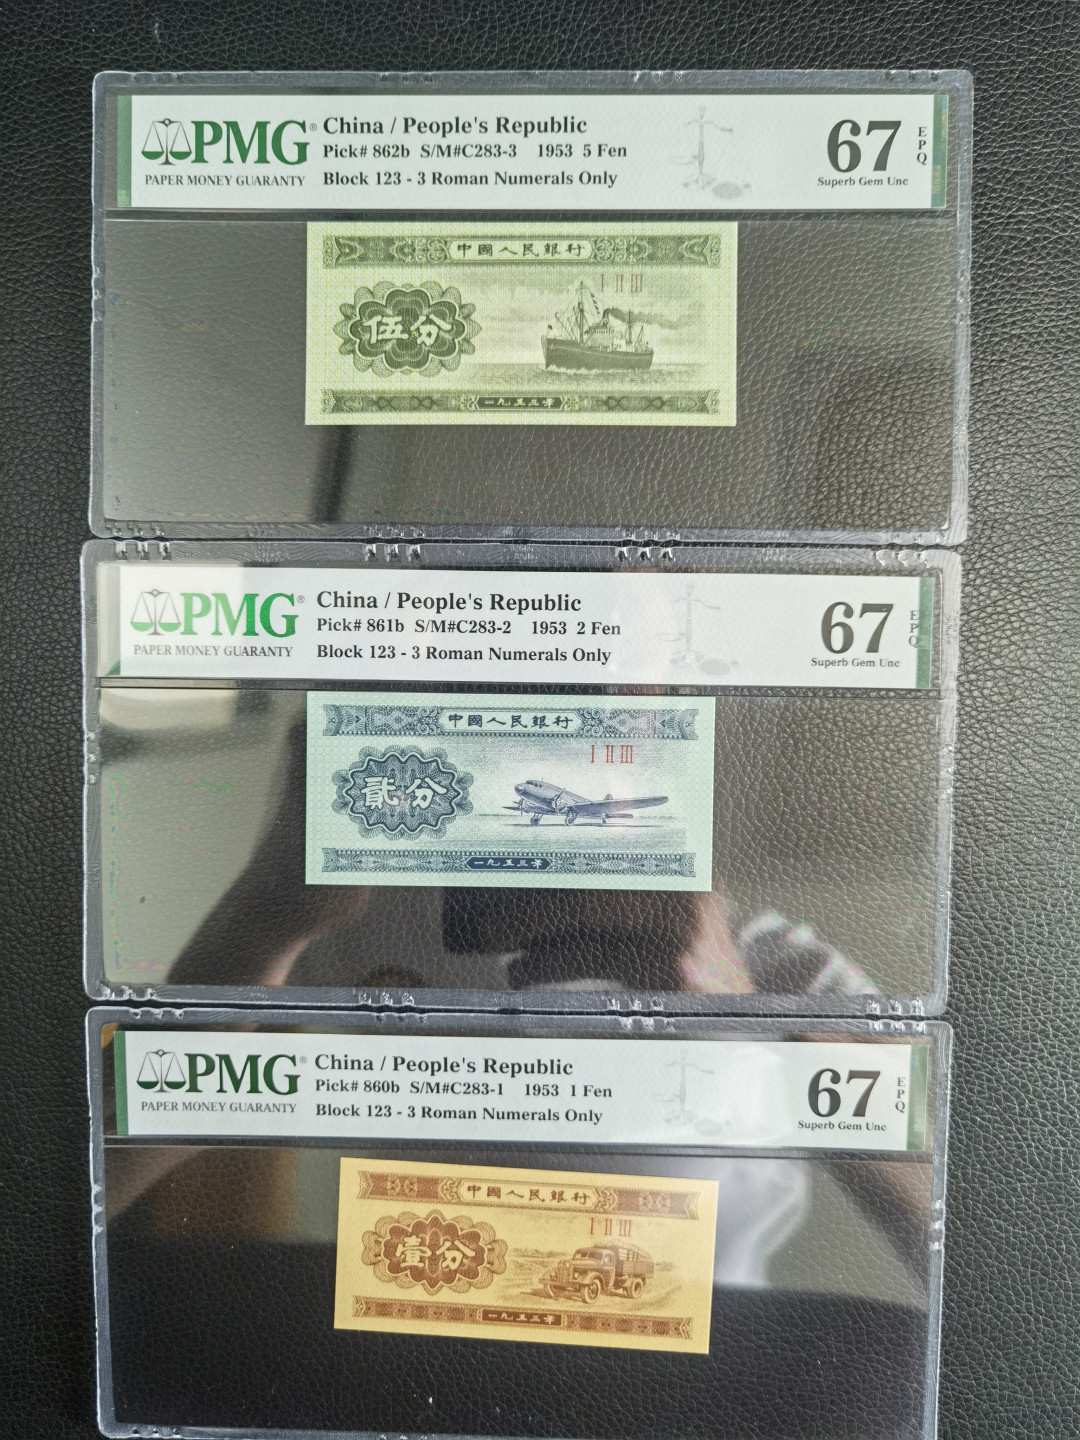 PMG®
PAPER MONEY GUARANTY
China / People's Republic
Pick# 862b S/M#C283-3 1953 5 Fen
Block 123 - 3 Roman Numerals Only
67
EPQ
Superb Gem Unc
中國人民銀行
I II III
伍分
一九五三年
PMG®
PAPER MONEY GUARANTY
China / People's Republic
Pick# 861b S/M#C283-2 1953 2 Fen
Block 123 - 3 Roman Numerals Only
67
EPQ
Superb Gem Unc
中國人民銀行
I II III
貳分
一九五三年
PMG®
PAPER MONEY GUARANTY
China / People's Republic
Pick# 860b S/M#C283-1 1953 1 Fen
Block 123 - 3 Roman Numerals Only
67
EPQ
Superb Gem Unc
中國人民銀行
I II III
壹分
一九五三年